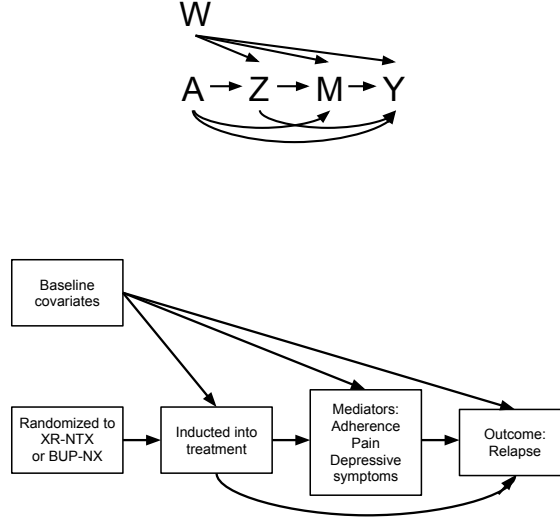 W
A Z M Y
Baseline
covariates
Randomized to
XR-NTX
or BUP-NX
Inducted into
treatment
Mediators:
Adherence
Pain
Depressive
symptoms
Outcome:
Relapse